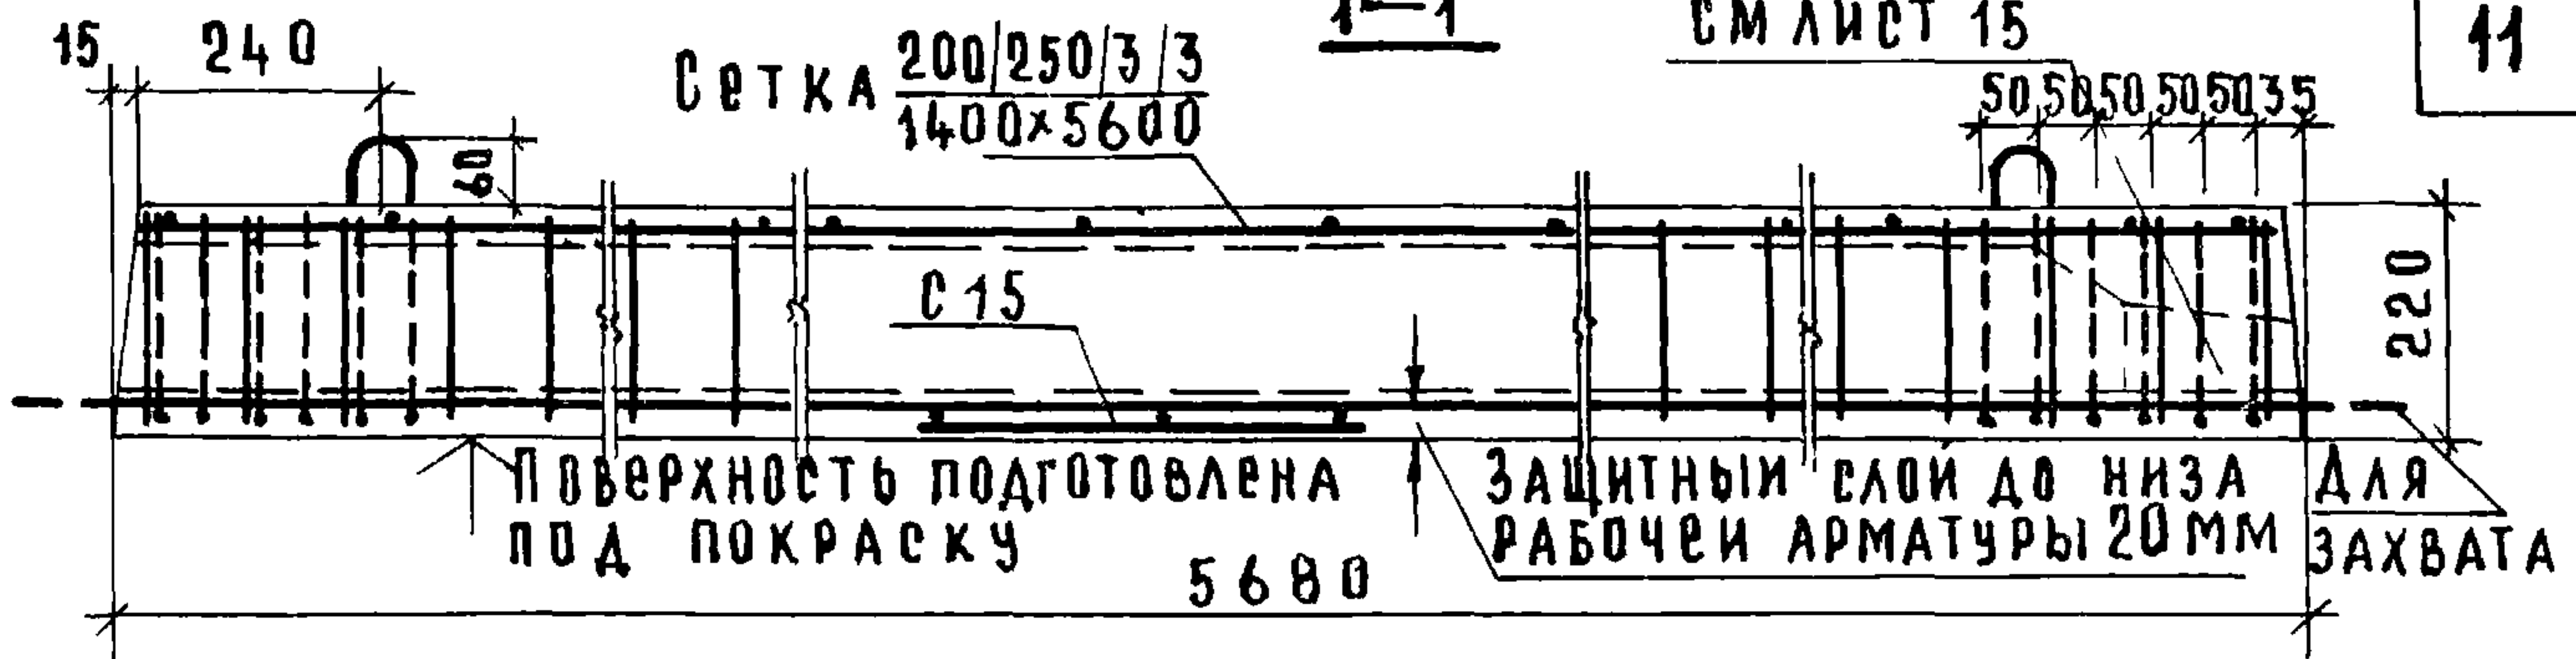 1-1
см лист 15
11
15
240
Сетка 200/250/3/3
1400×5600
50 50 50 50 50 35
60
220
С 15
Поверхность подготовлена
под покраску
Защитный слой до низа
рабочей арматуры 20 мм
Для
захвата
5680